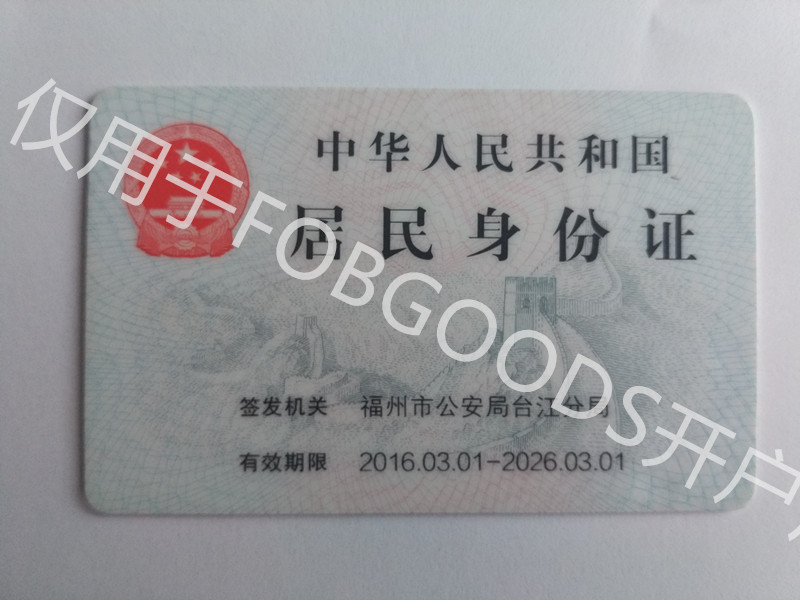 中华人民共和国
居民身份证
签发机关 福州市公安局台江分局
有效期限 2016.03.01-2026.03.01
仅用于FOBGOODS开户